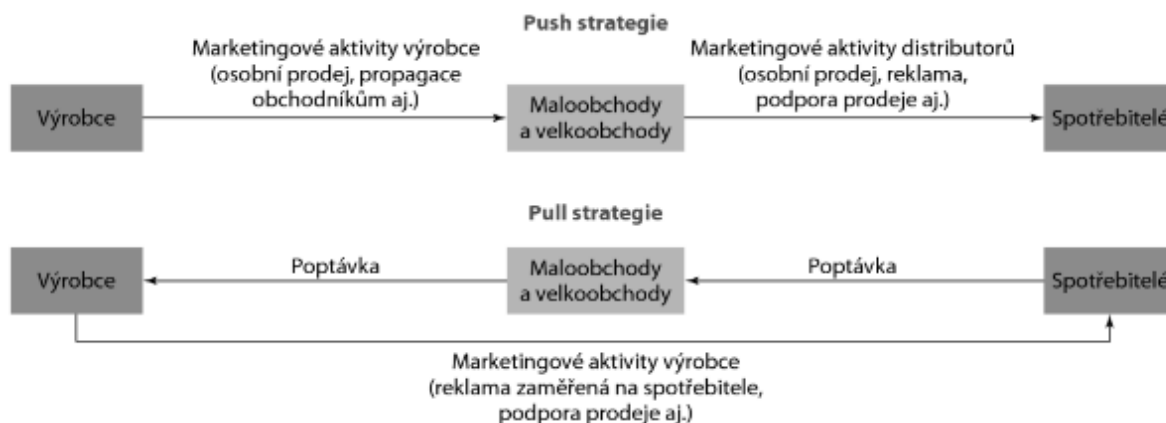 Push strategie
Marketingové aktivity výrobce
(osobní prodej, propagace
obchodníkům aj.)
Marketingové aktivity distributorů
(osobní prodej, reklama,
podpora prodeje aj.)
Výrobce
Maloobchody
a velkoobchody
Spotřebitelé
Pull strategie
Výrobce
Poptávka
Maloobchody
a velkoobchody
Poptávka
Spotřebitelé
Marketingové aktivity výrobce
(reklama zaměřená na spotřebitele,
podpora prodeje aj.)